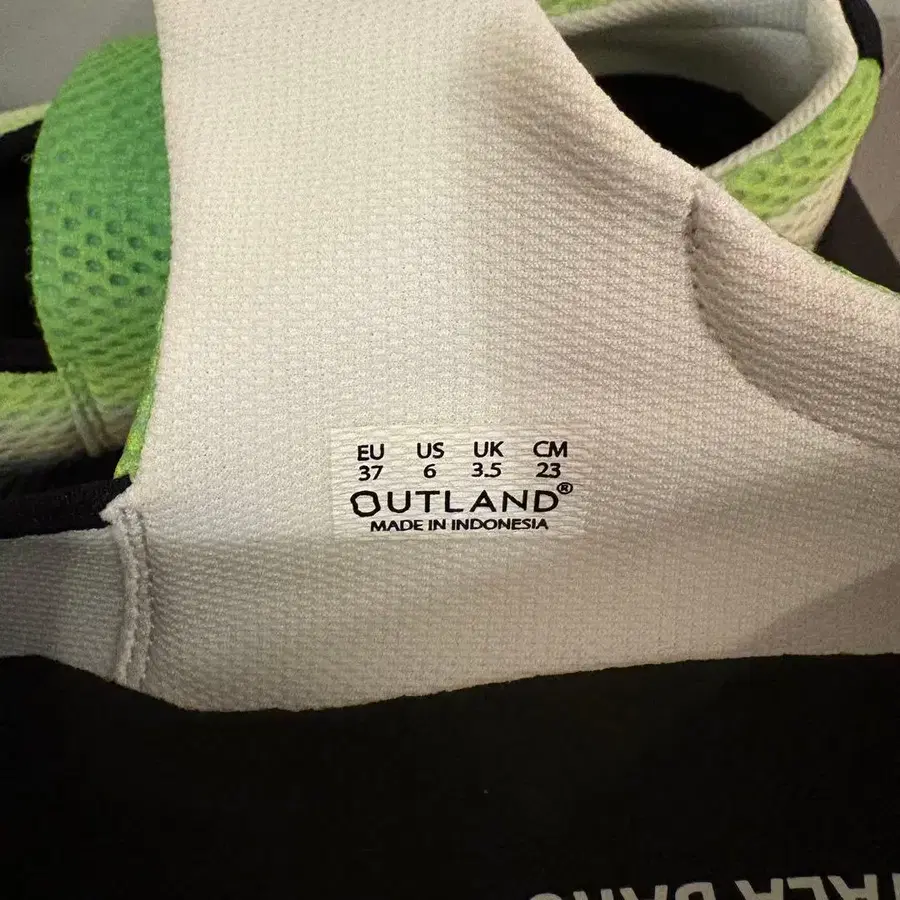 EU US UK CM
37 6 3.5 23
OUTLAND®
MADE IN INDONESIA